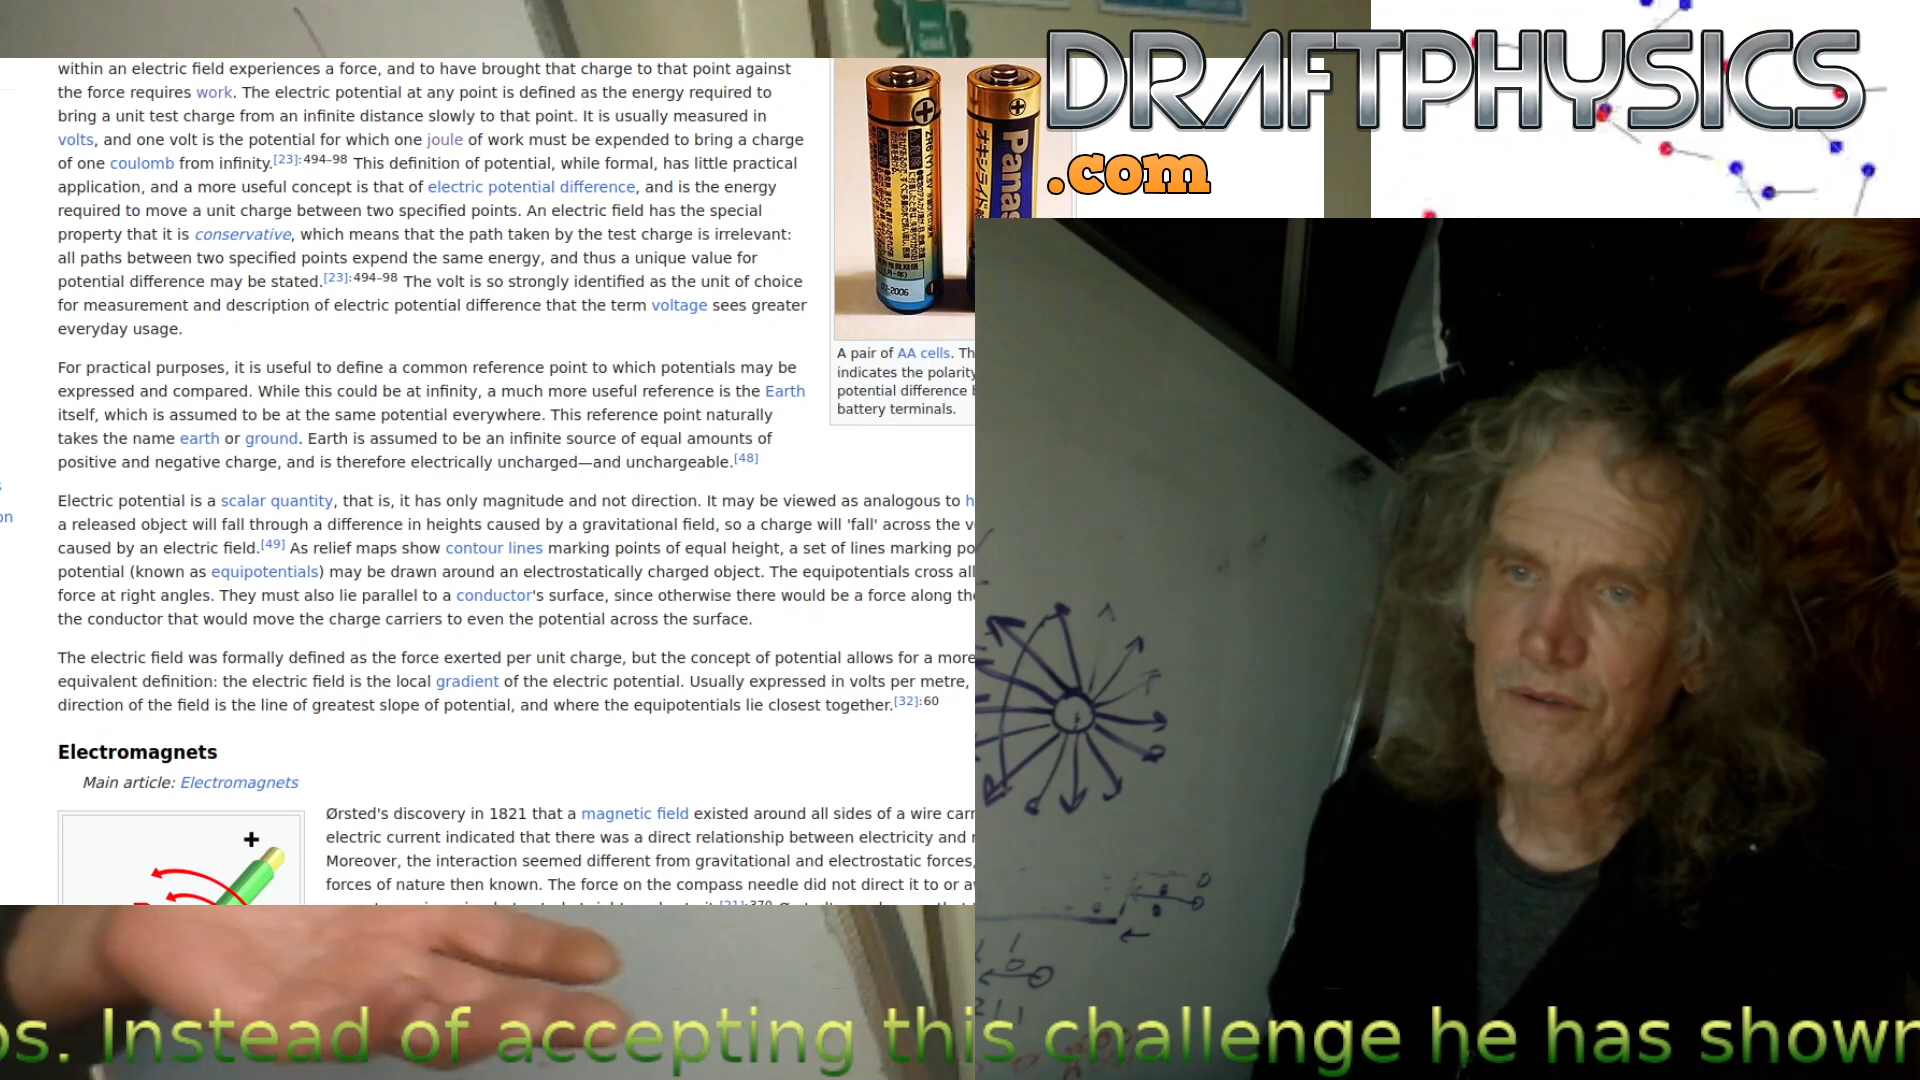 DRAFTPHYSICS
.com
within an electric field experiences a force, and to have brought that charge to that point against
the force requires work. The electric potential at any point is defined as the energy required to
bring a unit test charge from an infinite distance slowly to that point. It is usually measured in
volts, and one volt is the potential for which one joule of work must be expended to bring a charge
of one coulomb from infinity.[23]:494–98 This definition of potential, while formal, has little practical
application, and a more useful concept is that of electric potential difference, and is the energy
required to move a unit charge between two specified points. An electric field has the special
property that it is conservative, which means that the path taken by the test charge is irrelevant:
all paths between two specified points expend the same energy, and thus a unique value for
potential difference may be stated.[23]:494–98 The volt is so strongly identified as the unit of choice
for measurement and description of electric potential difference that the term voltage sees greater
everyday usage.
Panas
A pair of AA cells. Th
indicates the polarity
potential difference b
battery terminals.
For practical purposes, it is useful to define a common reference point to which potentials may be
expressed and compared. While this could be at infinity, a much more useful reference is the Earth
itself, which is assumed to be at the same potential everywhere. This reference point naturally
takes the name earth or ground. Earth is assumed to be an infinite source of equal amounts of
positive and negative charge, and is therefore electrically uncharged—and unchargeable.[48]
Electric potential is a scalar quantity, that is, it has only magnitude and not direction. It may be viewed as analogous to h
a released object will fall through a difference in heights caused by a gravitational field, so a charge will 'fall' across the v
caused by an electric field.[49] As relief maps show contour lines marking points of equal height, a set of lines marking po
potential (known as equipotentials) may be drawn around an electrostatically charged object. The equipotentials cross all
force at right angles. They must also lie parallel to a conductor's surface, since otherwise there would be a force along the
the conductor that would move the charge carriers to even the potential across the surface.
The electric field was formally defined as the force exerted per unit charge, but the concept of potential allows for a more
equivalent definition: the electric field is the local gradient of the electric potential. Usually expressed in volts per metre,
direction of the field is the line of greatest slope of potential, and where the equipotentials lie closest together.[32]:60
Electromagnets
Main article: Electromagnets
Ørsted's discovery in 1821 that a magnetic field existed around all sides of a wire carr
electric current indicated that there was a direct relationship between electricity and
Moreover, the interaction seemed different from gravitational and electrostatic forces,
forces of nature then known. The force on the compass needle did not direct it to or a
os. Instead of accepting this challenge he has shown